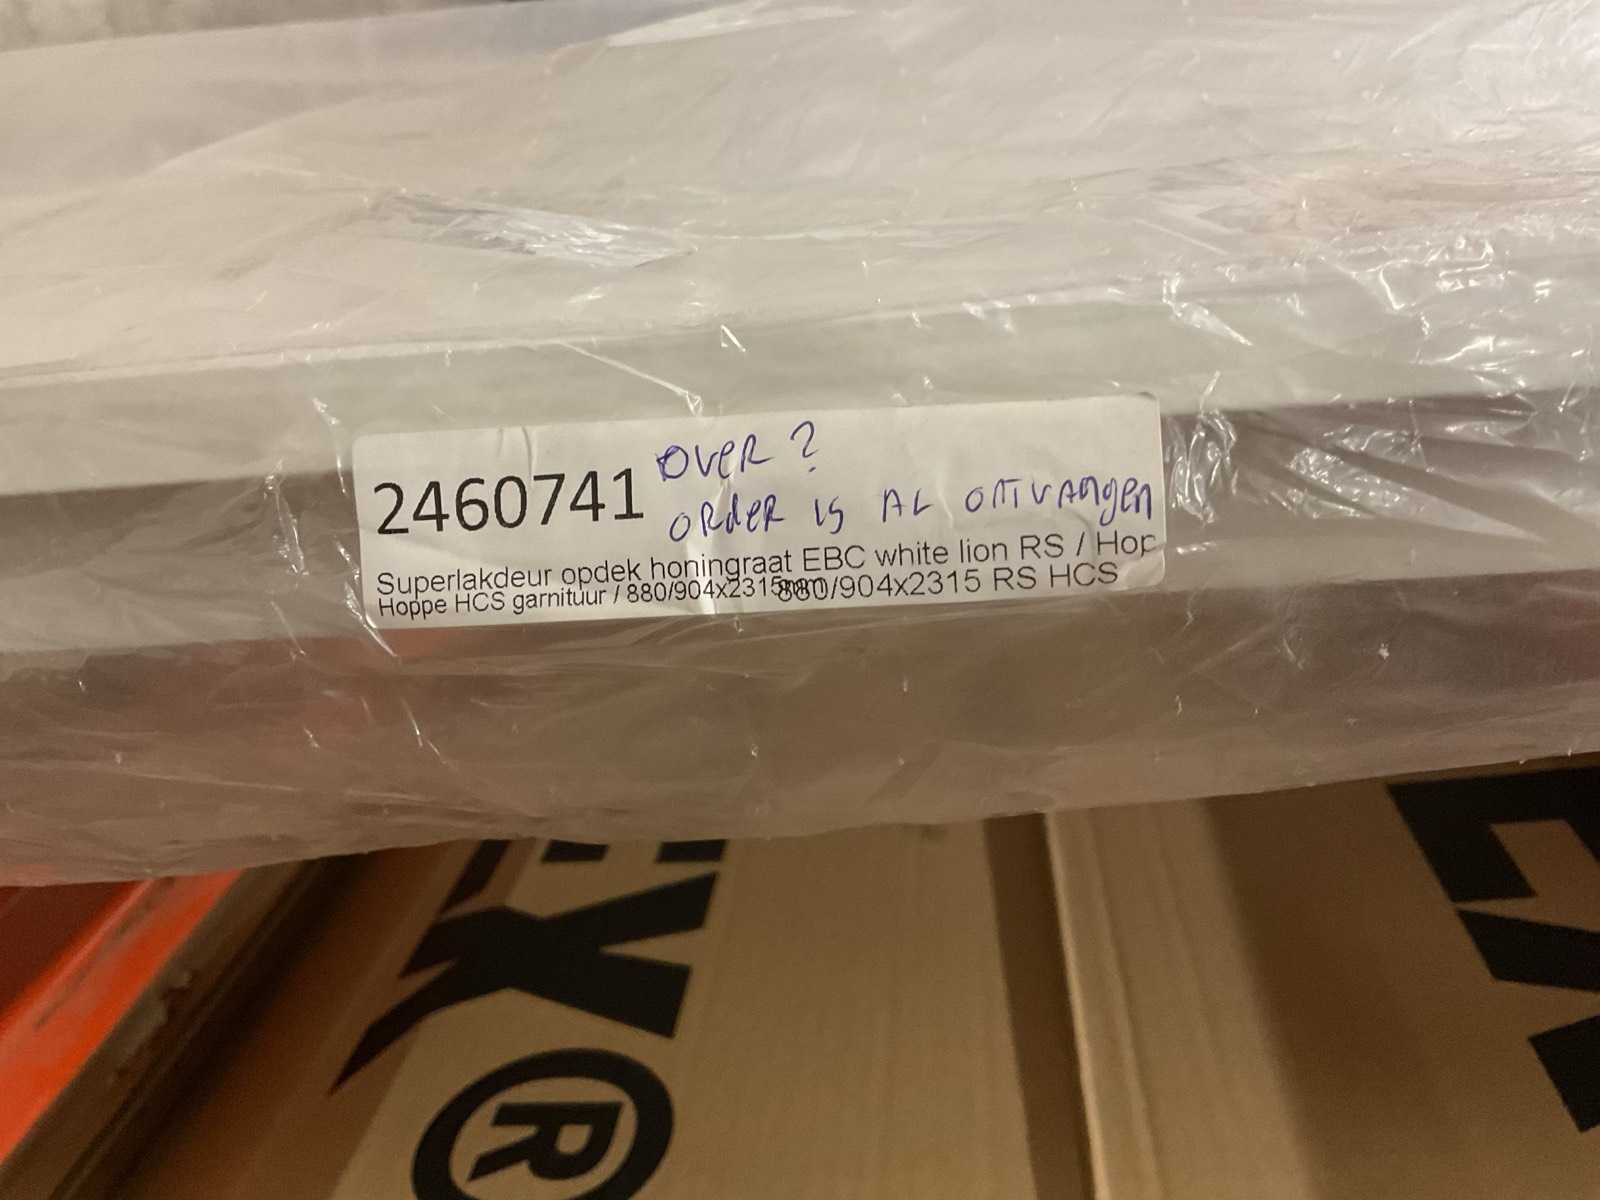 2460741
OVER ?
ORdER is AL ONTVANgEN
Superlakdeur opdek honingraat EBC white lion RS / Hop
Hoppe HCS garnituur / 880/904x2315mm
880/904x2315 RS HCS
EX
®